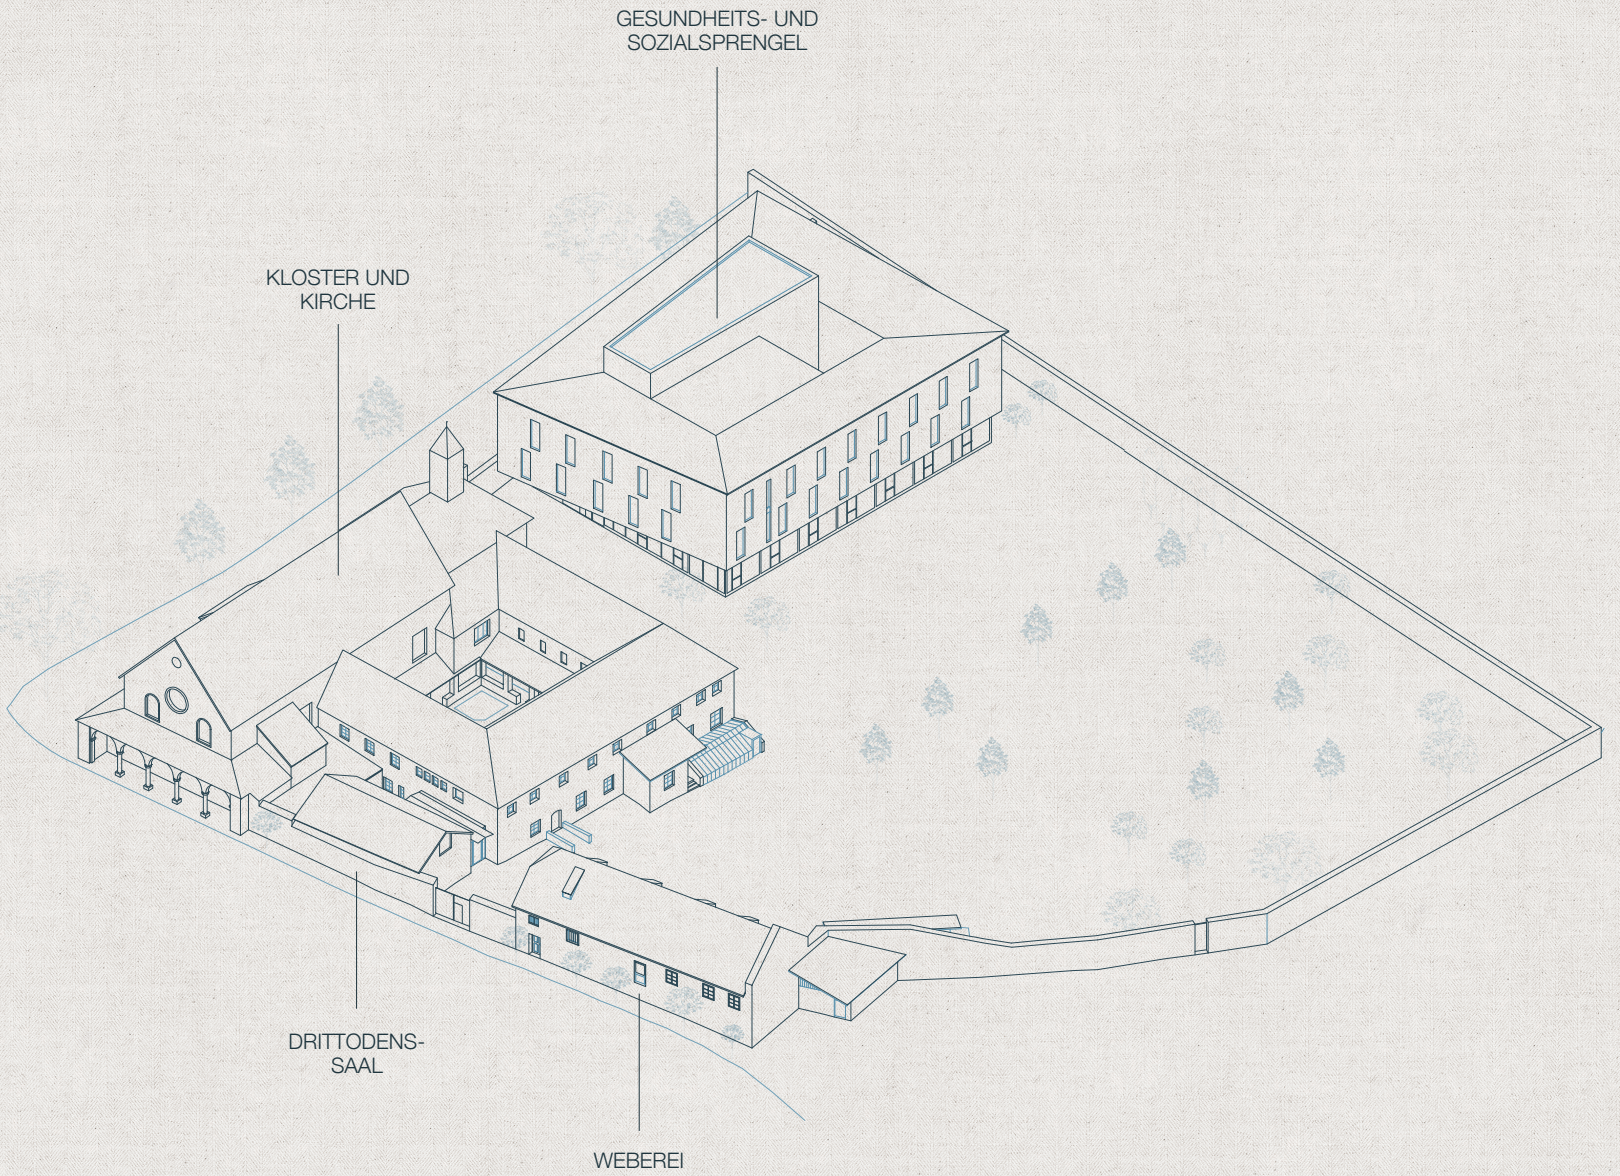 GESUNDHEITS- UND
SOZIALSPRENGEL
KLOSTER UND
KIRCHE
DRITTODENS-
SAAL
WEBEREI